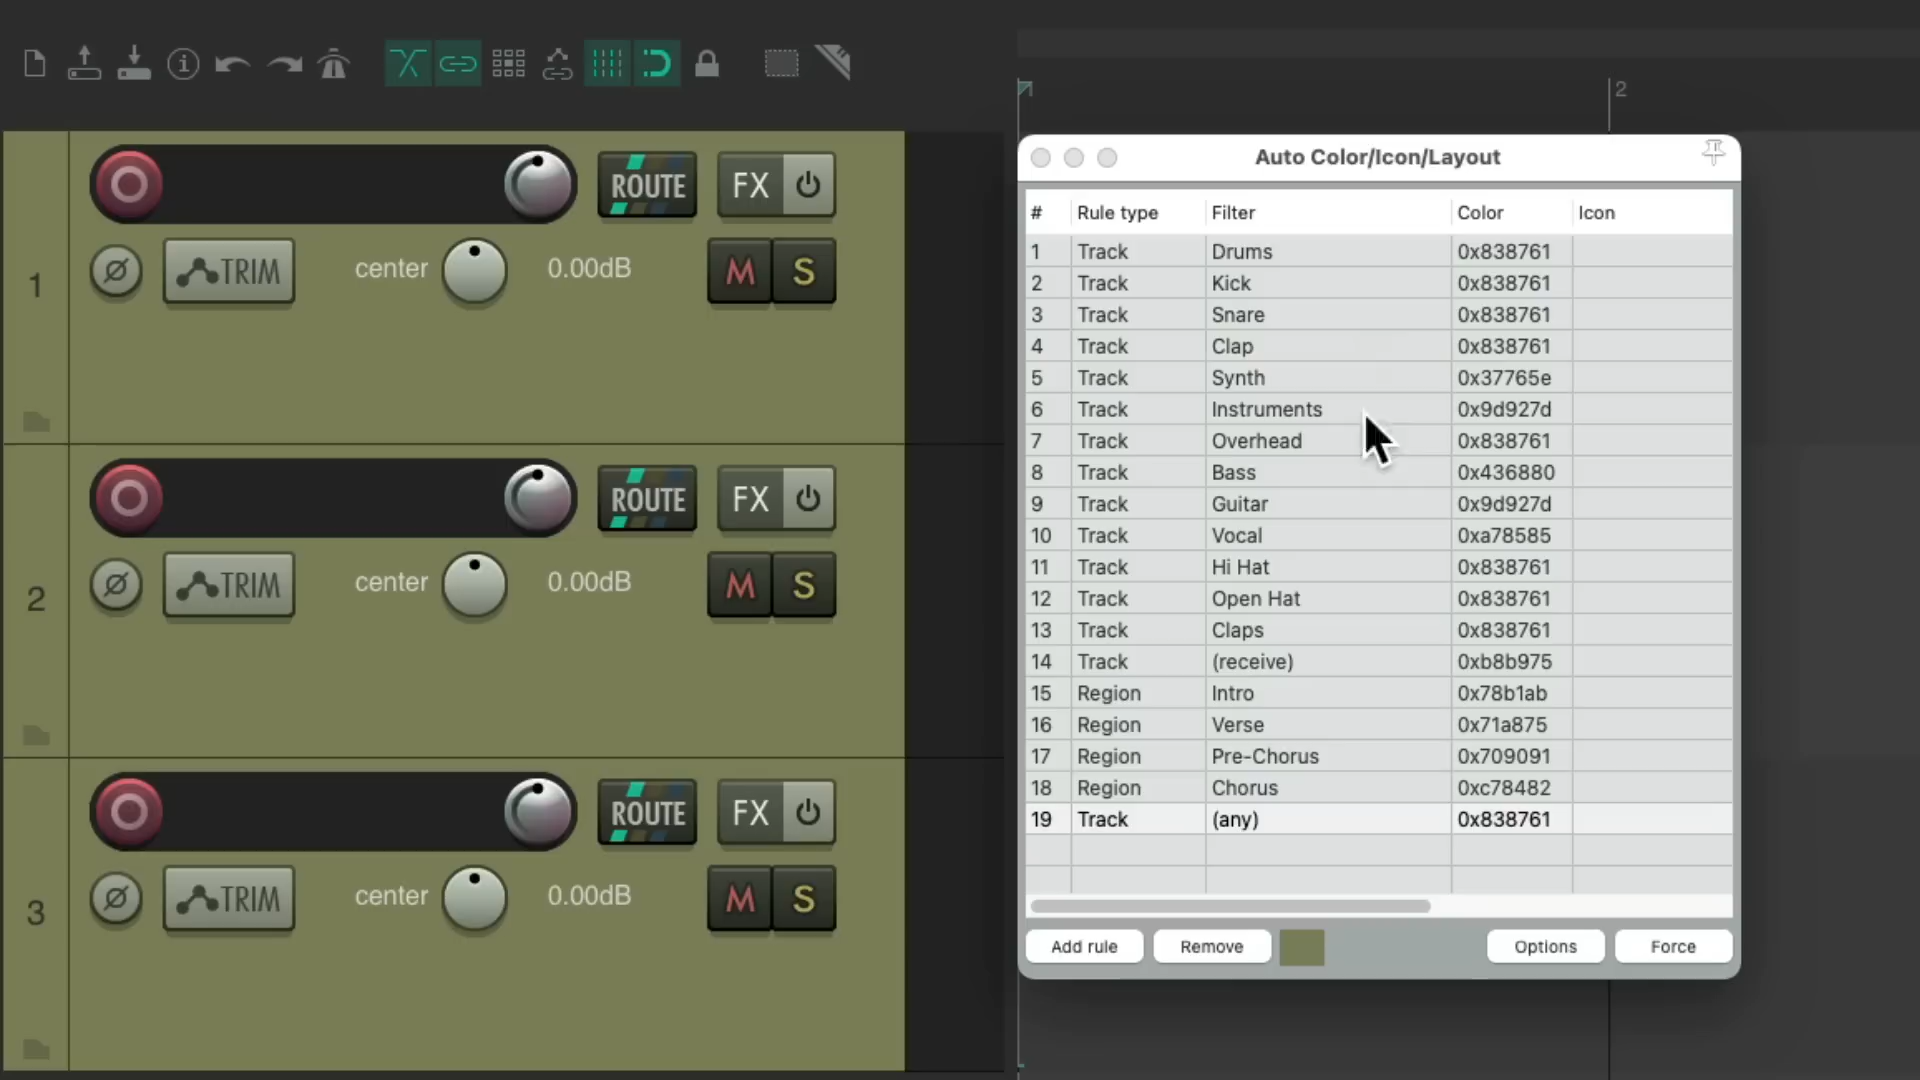 1
2
Auto Color/Icon/Layout
# Rule type Filter Color Icon
1 Track Drums 0x838761
2 Track Kick 0x838761
3 Track Snare 0x838761
4 Track Clap 0x838761
5 Track Synth 0x37765e
6 Track Instruments 0x9d927d
7 Track Overhead 0x838761
8 Track Bass 0x436880
9 Track Guitar 0x9d927d
10 Track Vocal 0xa78585
11 Track Hi Hat 0x838761
12 Track Open Hat 0x838761
13 Track Claps 0x838761
14 Track (receive) 0xb8b975
15 Region Intro 0x78b1ab
16 Region Verse 0x71a875
17 Region Pre-Chorus 0x709091
18 Region Chorus 0xc78482
19 Track (any) 0x838761
Add rule Remove Options Force
ROUTE FX
1 TRIM center 0.00dB M S
ROUTE FX
2 TRIM center 0.00dB M S
ROUTE FX
3 TRIM center 0.00dB M S